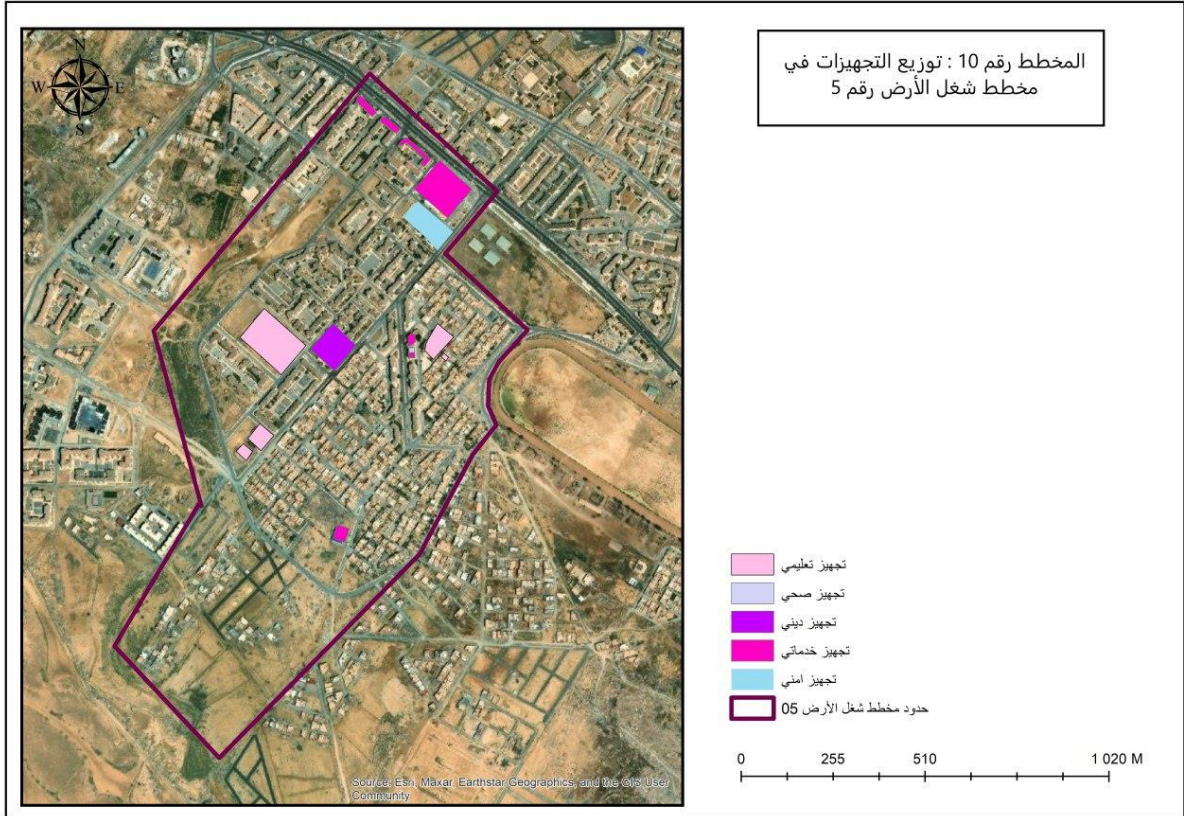 المخطط رقم 10 : توزيع التجهيزات في
مخطط شغل الأرض رقم 5
N
W
E
S
تجهيز تعليمي
تجهيز صحي
تجهيز ديني
تجهيز خدماتي
تجهيز امني
حدود مخطط شغل الأرض 05
0 255 510 1 020 M
Source: Esri, Maxar, Earthstar Geographics, and the GIS User
Community